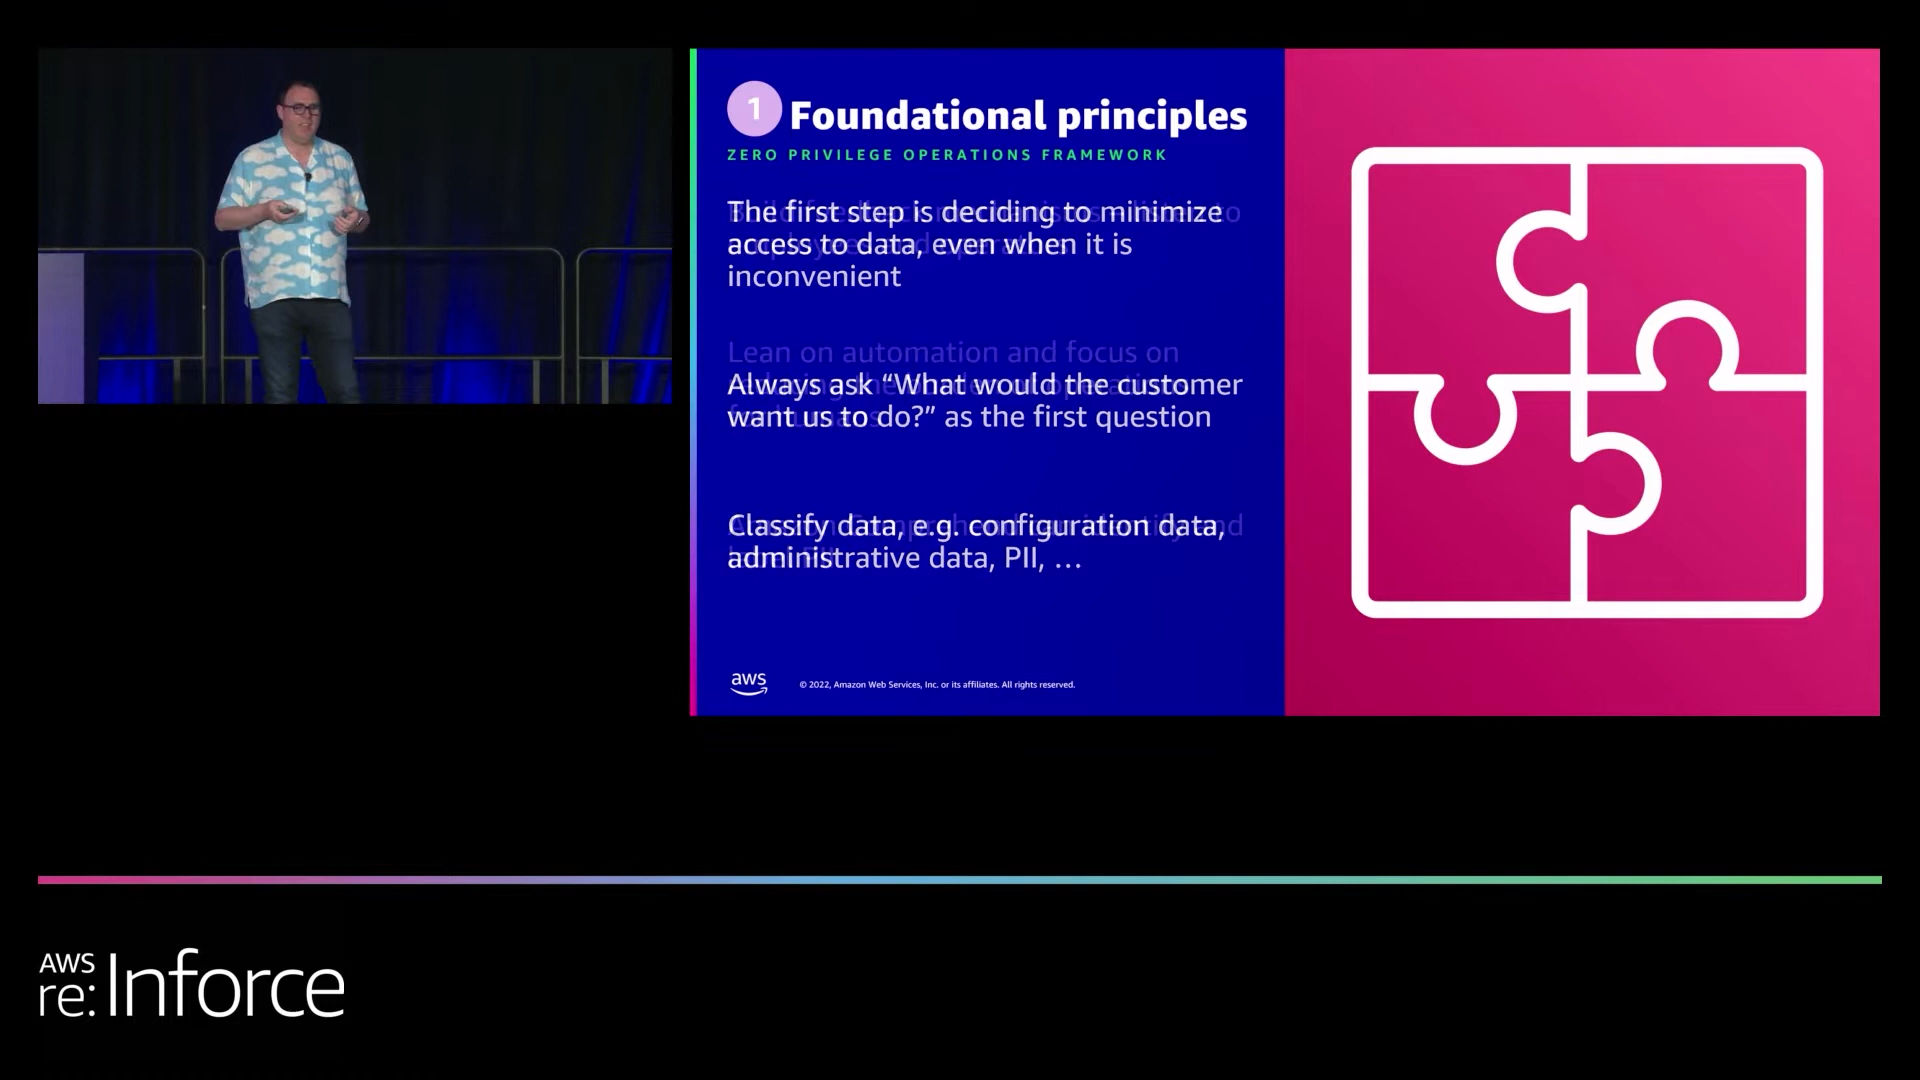 1 Foundational principles
ZERO PRIVILEGE OPERATIONS FRAMEWORK
The first step is deciding to minimize
access to data, even when it is
inconvenient
Lean on automation and focus on
Always ask “What would the customer
want us to do?” as the first question
Classify data, e.g. configuration data,
administrative data, PII, …
aws
© 2022, Amazon Web Services, Inc. or its affiliates. All rights reserved.
AWS
re:Inforce